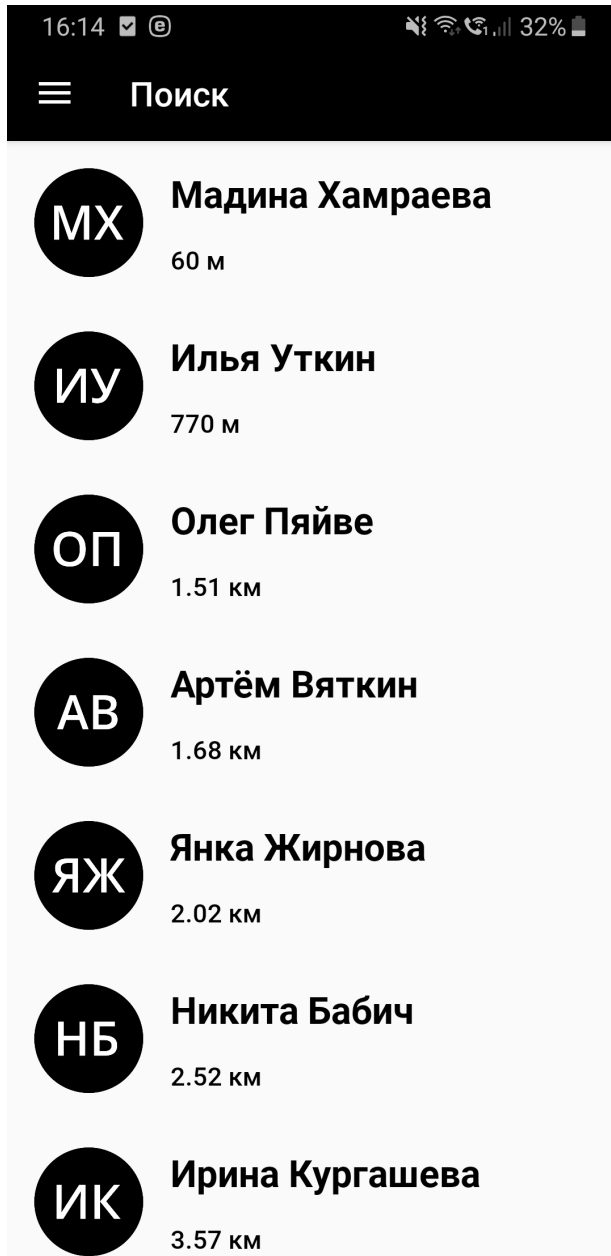 16:14 32%
Поиск
МХ
Мадина Хамраева
60 м
ИУ
Илья Уткин
770 м
ОП
Олег Пяйве
1.51 км
АВ
Артём Вяткин
1.68 км
ЯЖ
Янка Жирнова
2.02 км
НБ
Никита Бабич
2.52 км
ИК
Ирина Кургашева
3.57 км